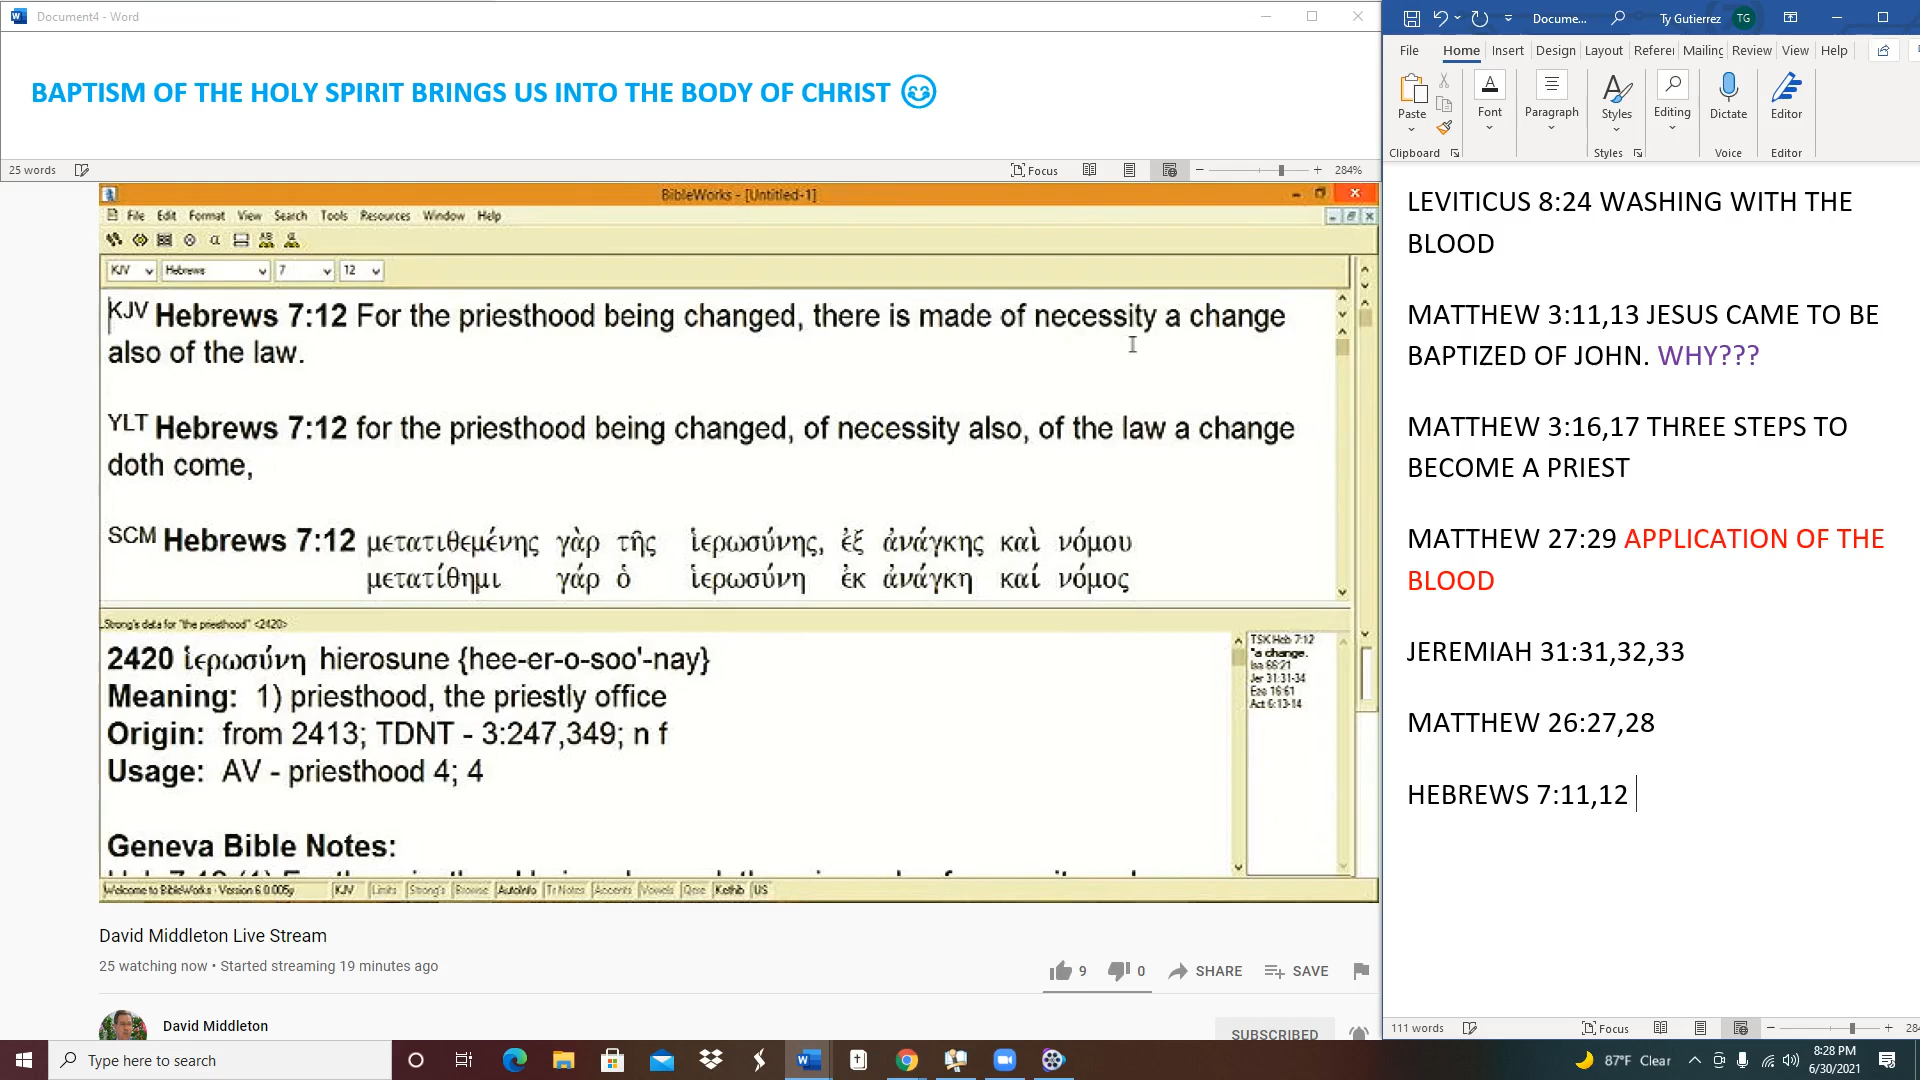 Document4 - Word
BAPTISM OF THE HOLY SPIRIT BRINGS US INTO THE BODY OF CHRIST 😊
25 words
Focus
284%
BibleWorks - [Untitled-1]
File Edit Format View Search Tools Resources Window Help
KJV Hebrews 7 12
KJV Hebrews 7:12 For the priesthood being changed, there is made of necessity a change
also of the law.
YLT Hebrews 7:12 for the priesthood being changed, of necessity also, of the law a change
doth come,
SCM Hebrews 7:12 μετατιθεμένης γὰρ τῆς ἱερωσύνης, ἐξ ἀνάγκης καὶ νόμου
μετατίθημι γάρ ὁ ἱερωσύνη ἐκ ἀνάγκη καί νόμος
Strong's data for "the priesthood" <2420>
2420 ἱερωσύνη hierosune {hee-er-o-soo'-nay}
Meaning: 1) priesthood, the priestly office
Origin: from 2413; TDNT - 3:247,349; n f
Usage: AV - priesthood 4; 4
Geneva Bible Notes:
TSK Heb 7:12
*a change.
Isa 66:21
Jer 31:31-34
Eze 16:61
Act 6:13-14
Welcome to BibleWorks - Version 6.0.005y KJV Limits Strong's Browse AutoInfo Tr Notes Accents Vowels Qere Kethib US
David Middleton Live Stream
25 watching now • Started streaming 19 minutes ago
9 0 SHARE SAVE
David Middleton
SUBSCRIBED
Docume... Ty Gutierrez TG
File Home Insert Design Layout Referer Mailinc Review View Help
Paste Font Paragraph Styles Editing Dictate Editor
Clipboard Styles Voice Editor
LEVITICUS 8:24 WASHING WITH THE
BLOOD
MATTHEW 3:11,13 JESUS CAME TO BE
BAPTIZED OF JOHN. WHY???
MATTHEW 3:16,17 THREE STEPS TO
BECOME A PRIEST
MATTHEW 27:29 APPLICATION OF THE
BLOOD
JEREMIAH 31:31,32,33
MATTHEW 26:27,28
HEBREWS 7:11,12
111 words
Focus
284
Type here to search
87°F Clear
8:28 PM
6/30/2021